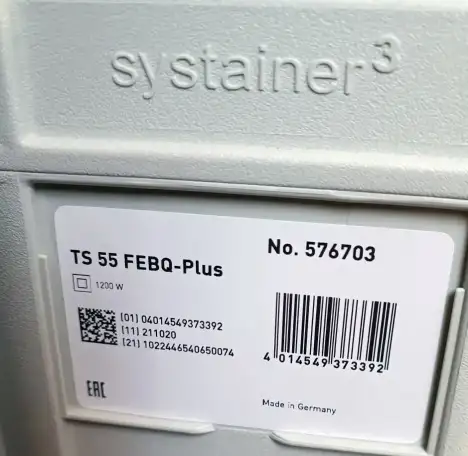 systainer³
TS 55 FEBQ-Plus
No. 576703
1200 W
(01) 04014549373392
(11) 211020
(21) 1022446540650074
4 014549 373392
EAC
Made in Germany